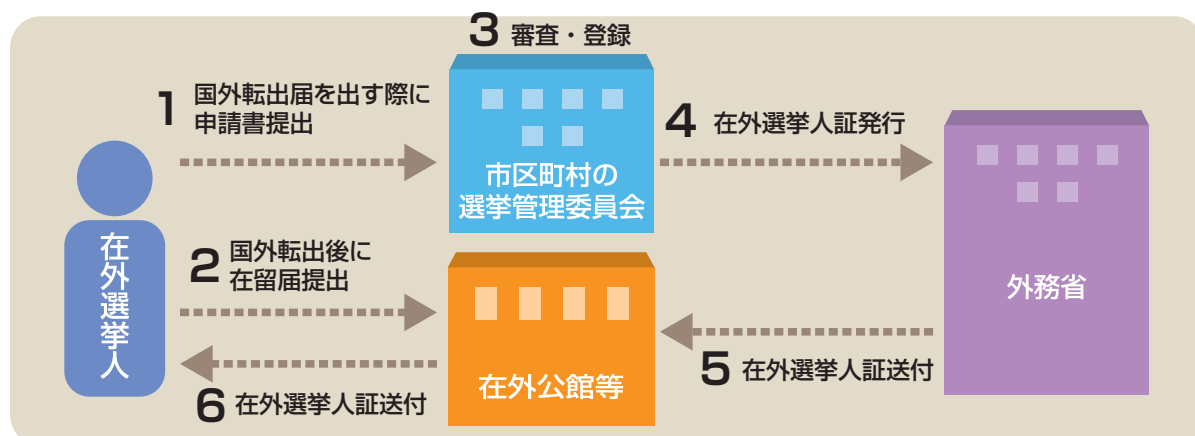 3 審査・登録
1 国外転出届を出す際に
申請書提出
4 在外選挙人証発行
市区町村の
選挙管理委員会
在外選挙人
2 国外転出後に
在留届提出
外務省
5 在外選挙人証送付
在外公館等
6 在外選挙人証送付